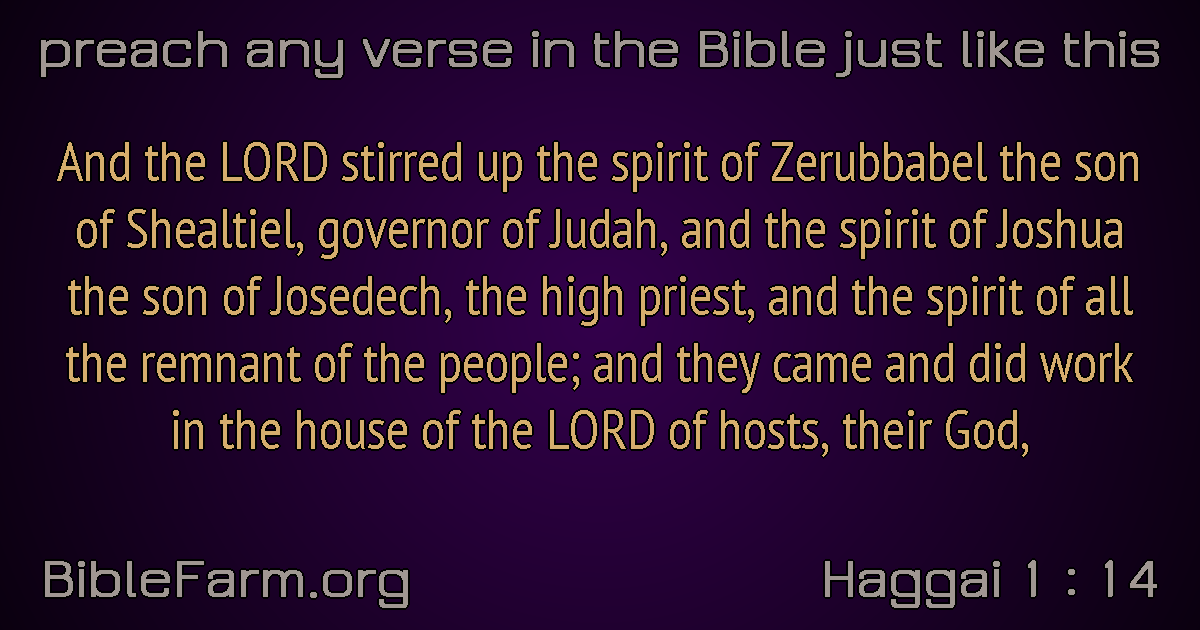 preach any verse in the Bible just like this
And the LORD stirred up the spirit of Zerubbabel the son
of Shealtiel, governor of Judah, and the spirit of Joshua
the son of Josedech, the high priest, and the spirit of all
the remnant of the people; and they came and did work
in the house of the LORD of hosts, their God,
BibleFarm.org
Haggai 1 : 14